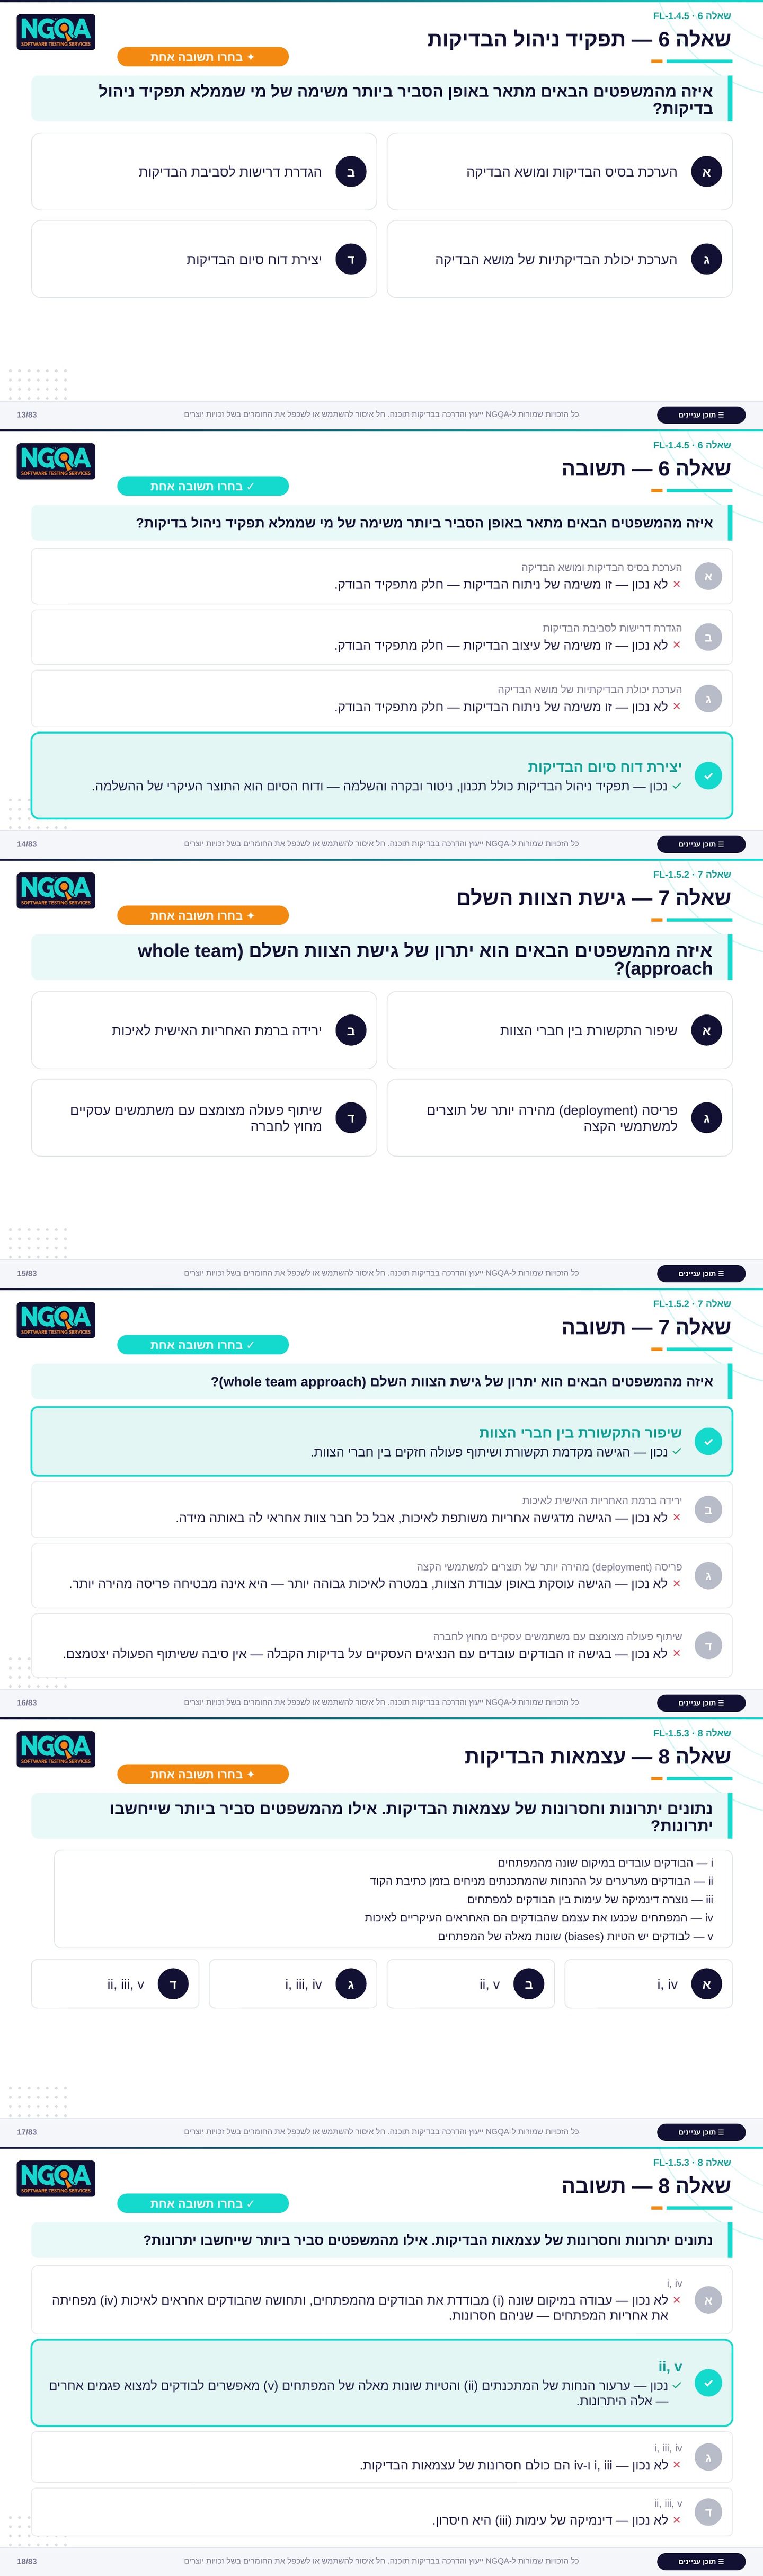 שאלה 6 · FL-1.4.5
שאלה 6 — תפקיד ניהול הבדיקות
NGQA
SOFTWARE TESTING SERVICES
✦ בחרו תשובה אחת
איזה מהמשפטים הבאים מתאר באופן הסביר ביותר משימה של מי שממלא תפקיד ניהול
בדיקות?
א
הערכת בסיס הבדיקות ומושא הבדיקה
ב
הגדרת דרישות לסביבת הבדיקות
ג
הערכת יכולת הבדיקתיות של מושא הבדיקה
ד
יצירת דוח סיום הבדיקות
☰ תוכן עניינים
כל הזכויות שמורות ל-NGQA ייעוץ והדרכה בבדיקות תוכנה. חל איסור להשתמש או לשכפל את החומרים בשל זכויות יוצרים
13/83
שאלה 6 · FL-1.4.5
שאלה 6 — תשובה
NGQA
SOFTWARE TESTING SERVICES
✓ בחרו תשובה אחת
איזה מהמשפטים הבאים מתאר באופן הסביר ביותר משימה של מי שממלא תפקיד ניהול בדיקות?
א
הערכת בסיס הבדיקות ומושא הבדיקה
✕ לא נכון — זו משימה של ניתוח הבדיקות — חלק מתפקיד הבודק.
ב
הגדרת דרישות לסביבת הבדיקות
✕ לא נכון — זו משימה של עיצוב הבדיקות — חלק מתפקיד הבודק.
ג
הערכת יכולת הבדיקתיות של מושא הבדיקה
✕ לא נכון — זו משימה של ניתוח הבדיקות — חלק מתפקיד הבודק.
✓
יצירת דוח סיום הבדיקות
✓ נכון — תפקיד ניהול הבדיקות כולל תכנון, ניטור ובקרה והשלמה — ודוח הסיום הוא התוצר העיקרי של ההשלמה.
☰ תוכן עניינים
כל הזכויות שמורות ל-NGQA ייעוץ והדרכה בבדיקות תוכנה. חל איסור להשתמש או לשכפל את החומרים בשל זכויות יוצרים
14/83
שאלה 7 · FL-1.5.2
שאלה 7 — גישת הצוות השלם
NGQA
SOFTWARE TESTING SERVICES
✦ בחרו תשובה אחת
איזה מהמשפטים הבאים הוא יתרון של גישת הצוות השלם (whole team
approach)?
א
שיפור התקשורת בין חברי הצוות
ב
ירידה ברמת האחריות האישית לאיכות
ג
פריסה (deployment) מהירה יותר של תוצרים
למשתמשי הקצה
ד
שיתוף פעולה מצומצם עם משתמשים עסקיים
מחוץ לחברה
☰ תוכן עניינים
כל הזכויות שמורות ל-NGQA ייעוץ והדרכה בבדיקות תוכנה. חל איסור להשתמש או לשכפל את החומרים בשל זכויות יוצרים
15/83
שאלה 7 · FL-1.5.2
שאלה 7 — תשובה
NGQA
SOFTWARE TESTING SERVICES
✓ בחרו תשובה אחת
איזה מהמשפטים הבאים הוא יתרון של גישת הצוות השלם (whole team approach)?
✓
שיפור התקשורת בין חברי הצוות
✓ נכון — הגישה מקדמת תקשורת ושיתוף פעולה חזקים בין חברי הצוות.
ב
ירידה ברמת האחריות האישית לאיכות
✕ לא נכון — הגישה מדגישה אחריות משותפת לאיכות, אבל כל חבר צוות אחראי לה באותה מידה.
ג
פריסה (deployment) מהירה יותר של תוצרים למשתמשי הקצה
✕ לא נכון — הגישה עוסקת באופן עבודת הצוות, במטרה לאיכות גבוהה יותר — היא אינה מבטיחה פריסה מהירה יותר.
ד
שיתוף פעולה מצומצם עם משתמשים עסקיים מחוץ לחברה
✕ לא נכון — בגישה זו הבודקים עובדים עם הנציגים העסקיים על בדיקות הקבלה — אין סיבה ששיתוף הפעולה יצטמצם.
☰ תוכן עניינים
כל הזכויות שמורות ל-NGQA ייעוץ והדרכה בבדיקות תוכנה. חל איסור להשתמש או לשכפל את החומרים בשל זכויות יוצרים
16/83
שאלה 8 · FL-1.5.3
שאלה 8 — עצמאות הבדיקות
NGQA
SOFTWARE TESTING SERVICES
✦ בחרו תשובה אחת
נתונים יתרונות וחסרונות של עצמאות הבדיקות. אילו מהמשפטים סביר ביותר שייחשבו
יתרונות?
i — הבודקים עובדים במיקום שונה מהמפתחים
ii — הבודקים מערערים על ההנחות שהמתכנתים מניחים בזמן כתיבת הקוד
iii — נוצרה דינמיקה של עימות בין הבודקים למפתחים
iv — המפתחים שכנעו את עצמם שהבודקים הם האחראים העיקריים לאיכות
v — לבודקים יש הטיות (biases) שונות מאלה של המפתחים
א
i, iv
ב
ii, v
ג
i, iii, iv
ד
ii, iii, v
☰ תוכן עניינים
כל הזכויות שמורות ל-NGQA ייעוץ והדרכה בבדיקות תוכנה. חל איסור להשתמש או לשכפל את החומרים בשל זכויות יוצרים
17/83
שאלה 8 · FL-1.5.3
שאלה 8 — תשובה
NGQA
SOFTWARE TESTING SERVICES
✓ בחרו תשובה אחת
נתונים יתרונות וחסרונות של עצמאות הבדיקות. אילו מהמשפטים סביר ביותר שייחשבו יתרונות?
א
i, iv
✕ לא נכון — עבודה במיקום שונה (i) מבודדת את הבודקים מהמפתחים, ותחושה שהבודקים אחראים לאיכות (iv) מפחיתה
את אחריות המפתחים — שניהם חסרונות.
✓
ii, v
✓ נכון — ערעור הנחות של המתכנתים (ii) והטיות שונות מאלה של המפתחים (v) מאפשרים לבודקים למצוא פגמים אחרים
— אלה היתרונות.
ג
i, iii, iv
✕ לא נכון — i, iii ו-iv הם כולם חסרונות של עצמאות הבדיקות.
ד
ii, iii, v
✕ לא נכון — דינמיקה של עימות (iii) היא חיסרון.
☰ תוכן עניינים
כל הזכויות שמורות ל-NGQA ייעוץ והדרכה בבדיקות תוכנה. חל איסור להשתמש או לשכפל את החומרים בשל זכויות יוצרים
18/83